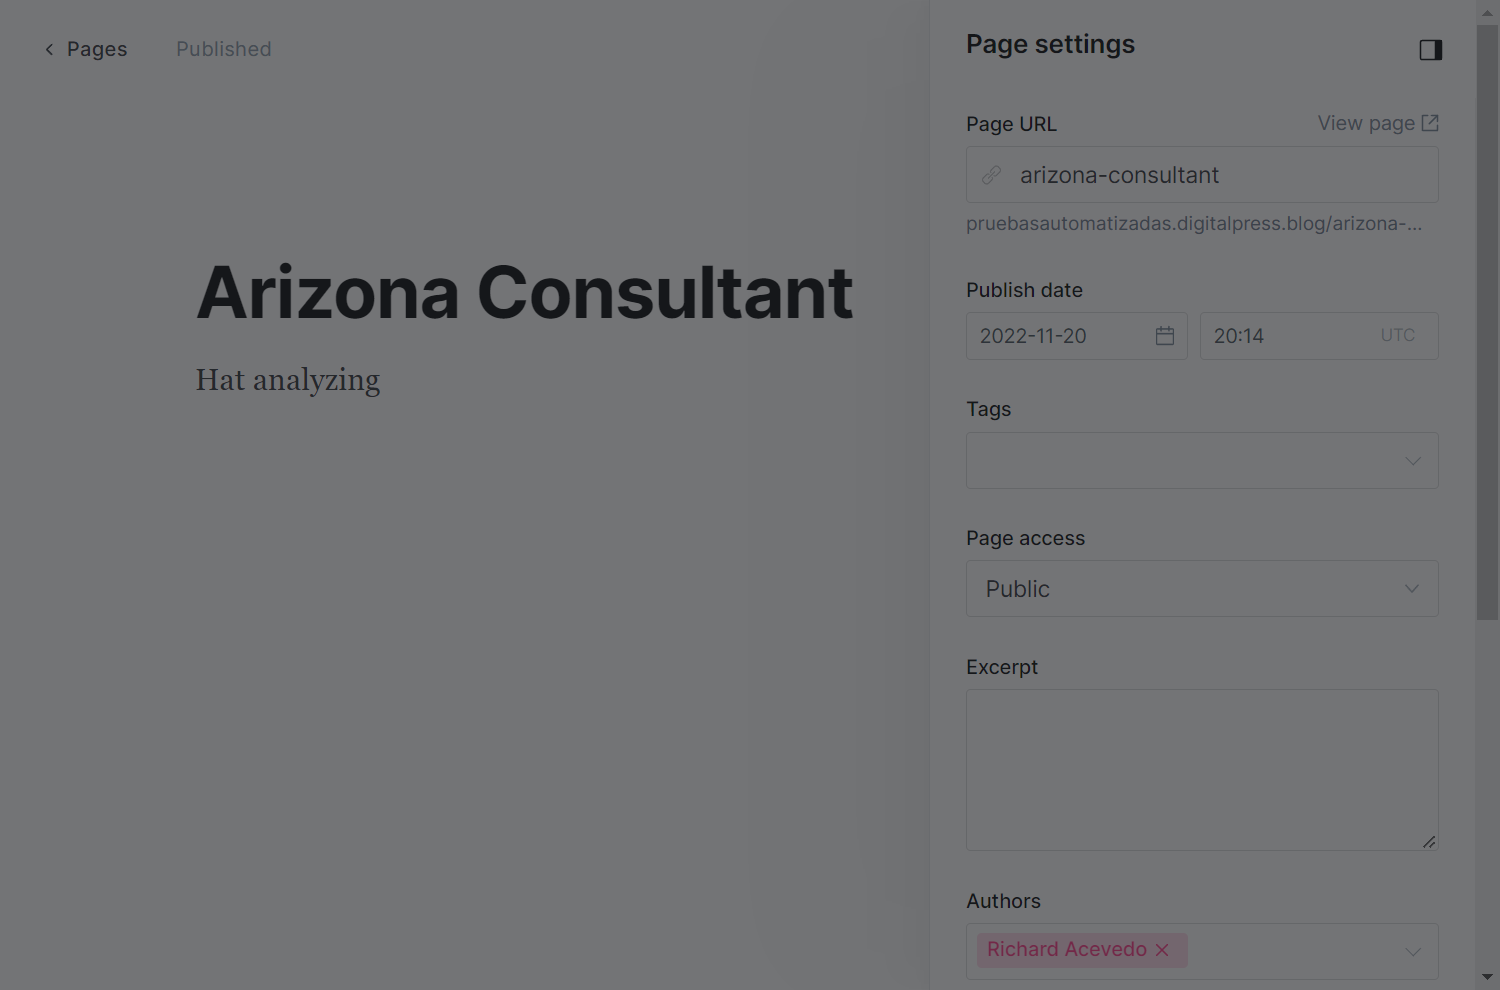 Pages
Published
Arizona Consultant
Hat analyzing
Page settings
Page URL
View page
arizona-consultant
pruebasautomatizadas.digitalpress.blog/arizona-...
Publish date
2022-11-20
20:14
UTC
Tags
Page access
Public
Excerpt
Authors
Richard Acevedo